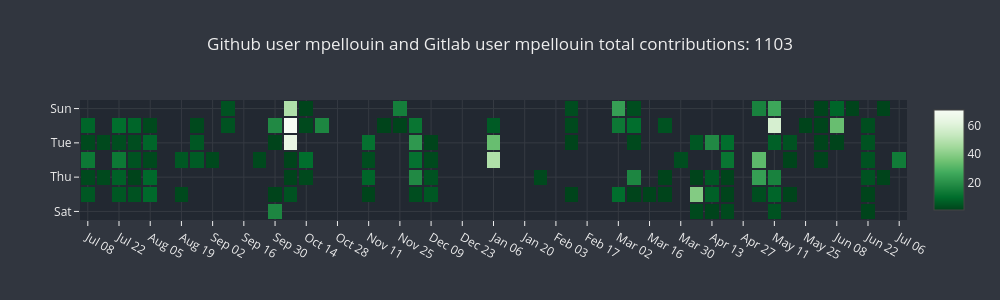 Github user mpellouin and Gitlab user mpellouin total contributions: 1103
Sun
Tue
Thu
Sat
60
40
20
Jul 08
Jul 22
Aug 05
Aug 19
Sep 02
Sep 16
Sep 30
Oct 14
Oct 28
Nov 11
Nov 25
Dec 09
Dec 23
Jan 06
Jan 20
Feb 03
Feb 17
Mar 02
Mar 16
Mar 30
Apr 13
Apr 27
May 11
May 25
Jun 08
Jun 22
Jul 06